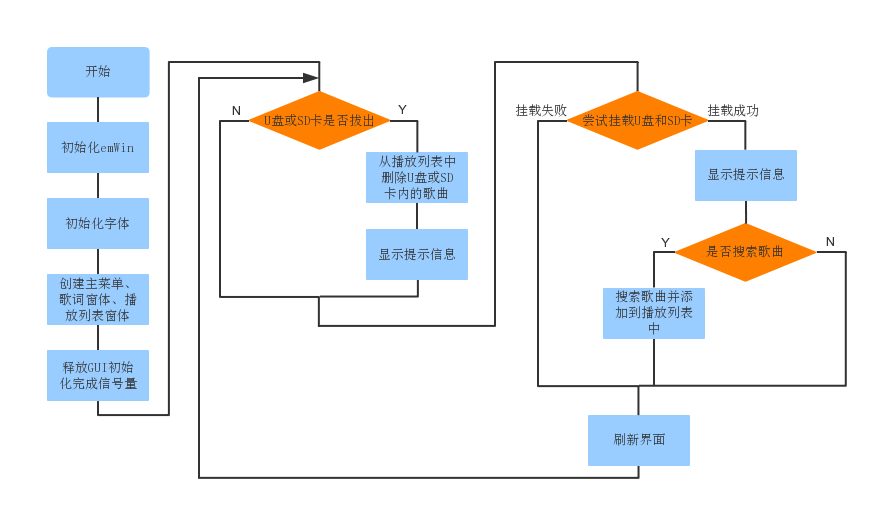 开始
初始化emWin
初始化字体
创建主菜单、
歌词窗体、播
放列表窗体
释放GUI初始
化完成信号量
N
U盘或SD卡是否拔出
Y
从播放列表中
删除U盘或SD
卡内的歌曲
显示提示信息
挂载失败
尝试挂载U盘和SD卡
挂载成功
显示提示信息
Y
是否搜索歌曲
N
搜索歌曲并添
加到播放列表
中
刷新界面